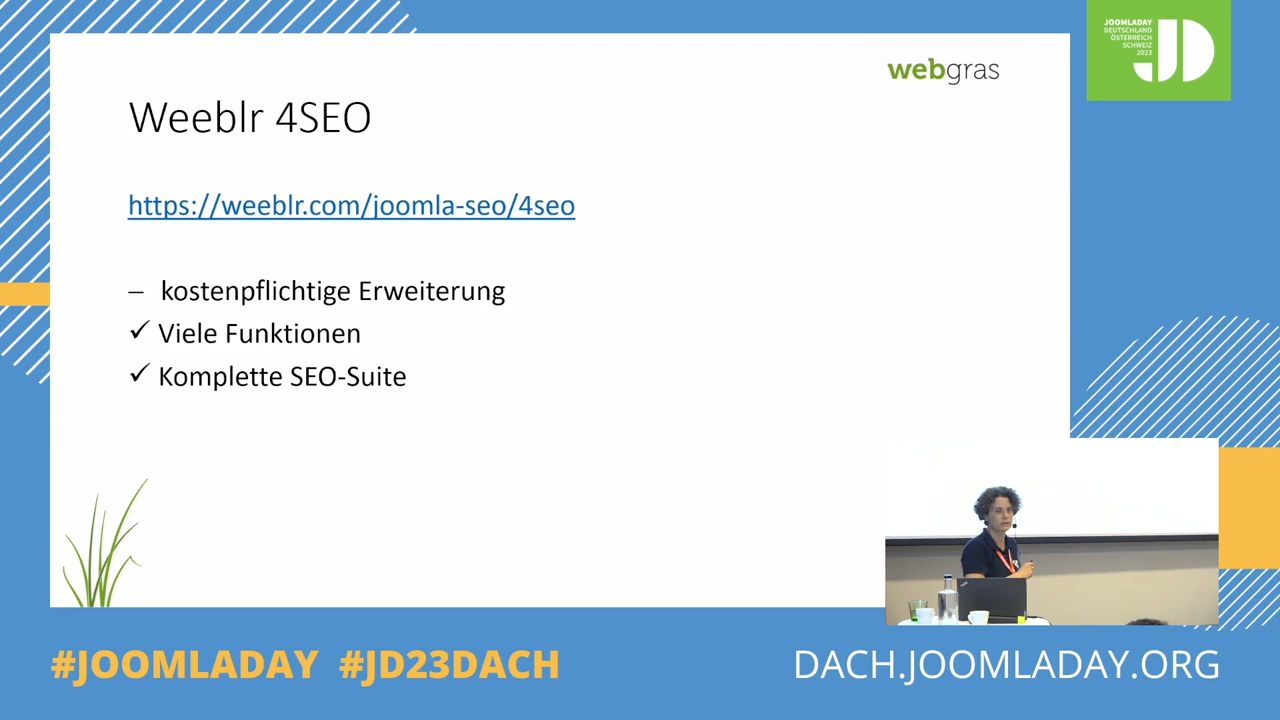 webgras
JOOMLADAY
DEUTSCHLAND
ÖSTERREICH
SCHWEIZ
2023
JD
Weeblr 4SEO
https://weeblr.com/joomla-seo/4seo
– kostenpflichtige Erweiterung
✓ Viele Funktionen
✓ Komplette SEO-Suite
#JOOMLADAY #JD23DACH
DACH.JOOMLADAY.ORG